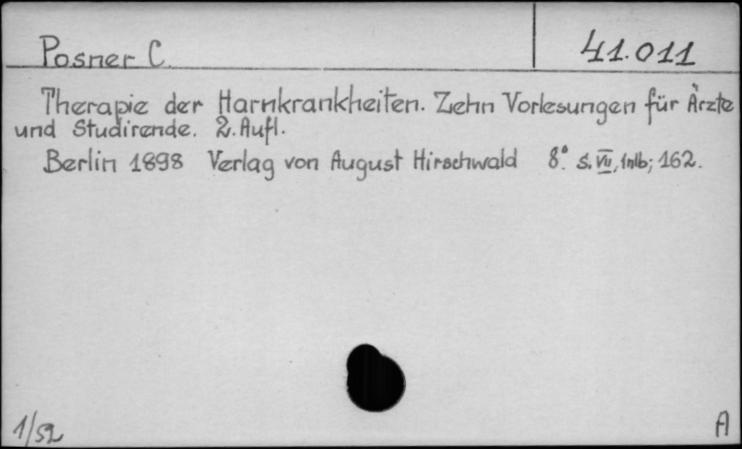 Posner C. 41.011
Therapie der Harnkrankheiten. Zehn Vorlesungen für Ärzte
und Studirende. 2. Aufl.
Berlin 1898 Verlag von August Hirschwald 8.° S. VII, 1nlb; 162.
1/52 A